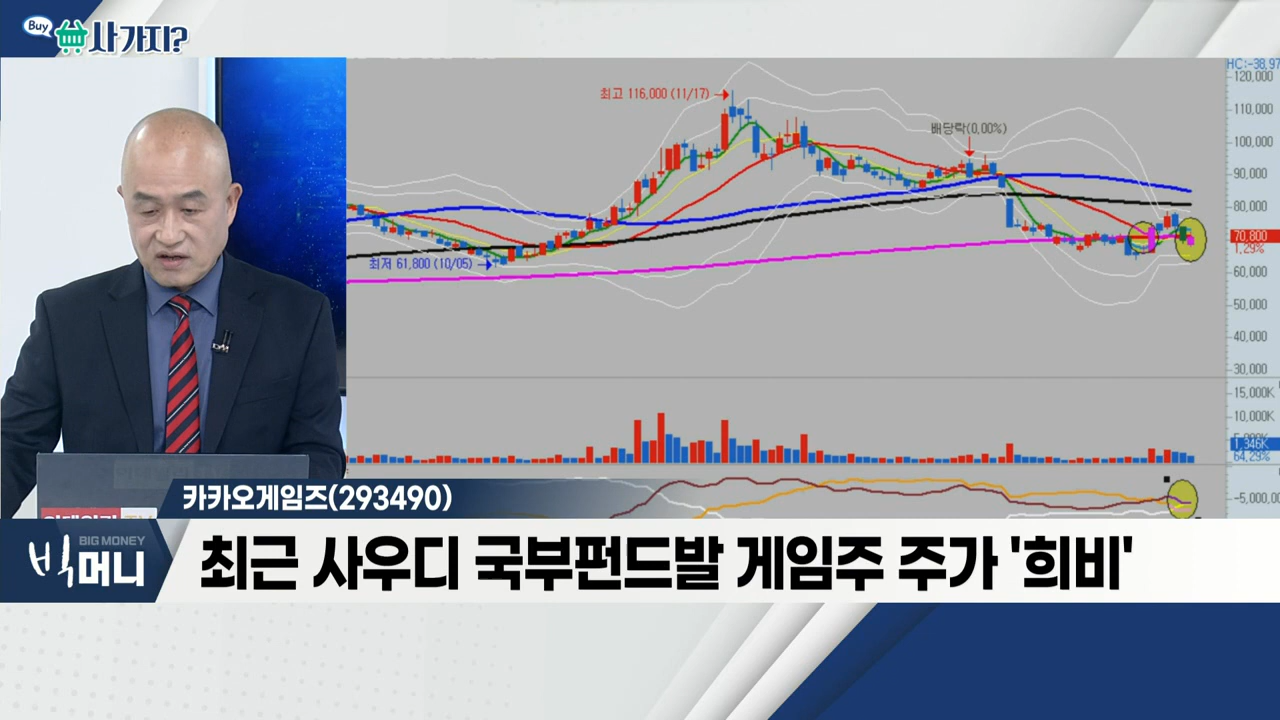 Buy
사가지?
HC:-38.97
120,000
최고 116,000 (11/17)
110,000
배당락(0,00%)
100,000
90,000
80,000
70,800
1,29%
최저 61,800 (10/05)
60,000
50,000
40,000
30,000
15,000K
10,000K
1,346K
64,29%
-5,000,00
카카오게임즈(293490)
BIG MONEY
빅머니
최근 사우디 국부펀드발 게임주 주가 '희비'